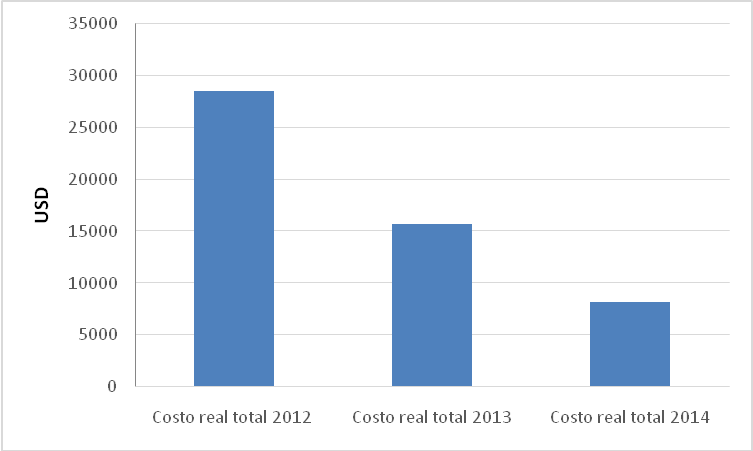 35000
30000
25000
20000
15000
10000
5000
0
USD
Costo real total 2012
Costo real total 2013
Costo real total 2014